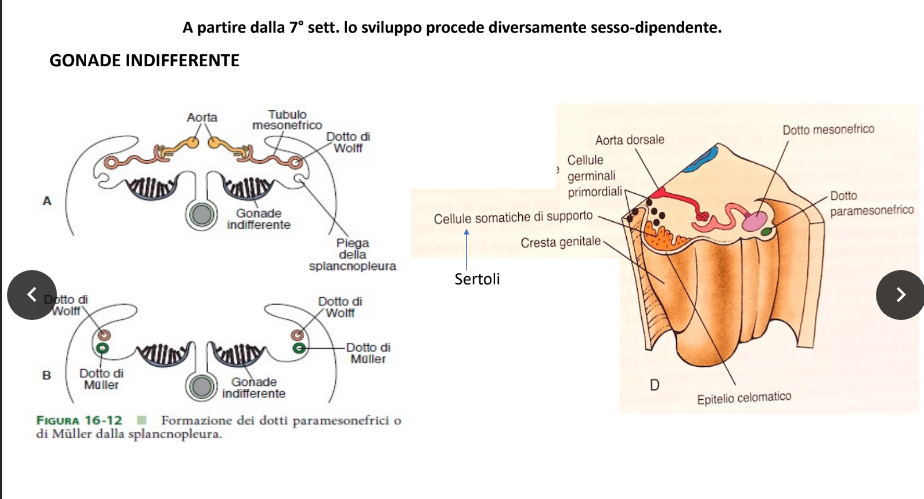 A partire dalla 7° sett. lo sviluppo procede diversamente sesso-dipendente.
GONADE INDIFFERENTE
Aorta
Tubulo
mesonefrico
Dotto di
Wolff
A
Gonade
indifferente
Piega
della
splancnopleura
Dotto di
Wolff
Dotto di
Wolff
Dotto di
Müller
B
Dotto di
Müller
Gonade
indifferente
FIGURA 16-12 Formazione dei dotti paramesonefrici o
di Müller dalla splancnopleura.
Aorta dorsale
Dotto mesonefrico
Cellule
germinali
primordiali
Dotto
paramesonefrico
Cellule somatiche di supporto
Cresta genitale
Sertoli
D
Epitelio celomatico